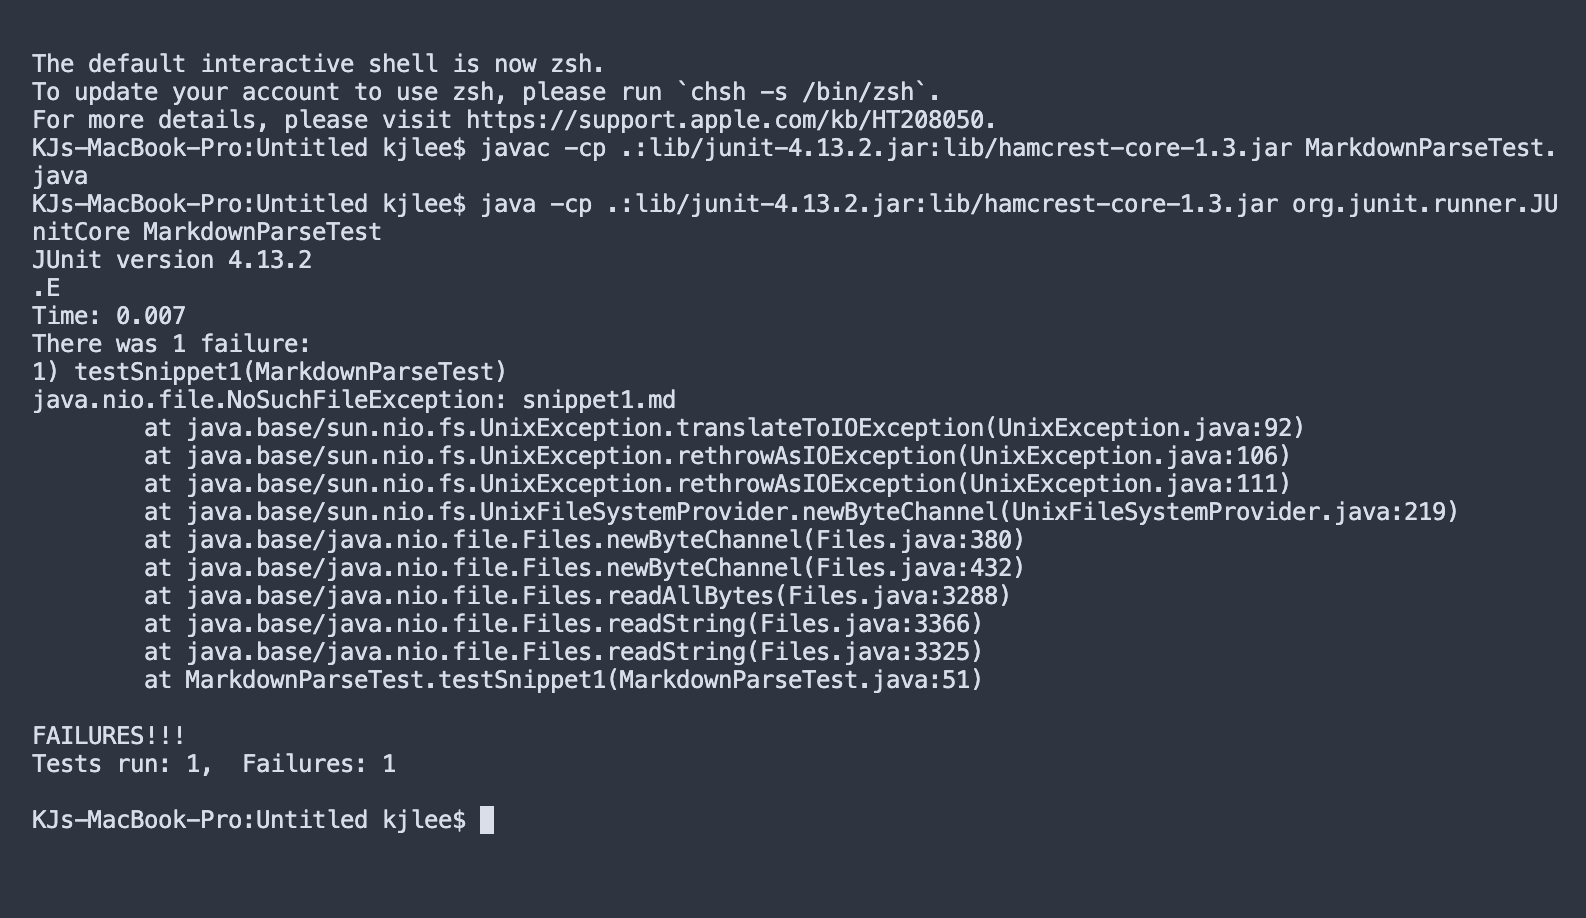 The default interactive shell is now zsh.
To update your account to use zsh, please run `chsh -s /bin/zsh`.
For more details, please visit https://support.apple.com/kb/HT208050.
KJs-MacBook-Pro:Untitled kjlee$ javac -cp .:lib/junit-4.13.2.jar:lib/hamcrest-core-1.3.jar MarkdownParseTest.
java
KJs-MacBook-Pro:Untitled kjlee$ java -cp .:lib/junit-4.13.2.jar:lib/hamcrest-core-1.3.jar org.junit.runner.JU
nitCore MarkdownParseTest
JUnit version 4.13.2
.E
Time: 0.007
There was 1 failure:
1) testSnippet1(MarkdownParseTest)
java.nio.file.NoSuchFileException: snippet1.md
        at java.base/sun.nio.fs.UnixException.translateToIOException(UnixException.java:92)
        at java.base/sun.nio.fs.UnixException.rethrowAsIOException(UnixException.java:106)
        at java.base/sun.nio.fs.UnixException.rethrowAsIOException(UnixException.java:111)
        at java.base/sun.nio.fs.UnixFileSystemProvider.newByteChannel(UnixFileSystemProvider.java:219)
        at java.base/java.nio.file.Files.newByteChannel(Files.java:380)
        at java.base/java.nio.file.Files.newByteChannel(Files.java:432)
        at java.base/java.nio.file.Files.readAllBytes(Files.java:3288)
        at java.base/java.nio.file.Files.readString(Files.java:3366)
        at java.base/java.nio.file.Files.readString(Files.java:3325)
        at MarkdownParseTest.testSnippet1(MarkdownParseTest.java:51)

FAILURES!!!
Tests run: 1,  Failures: 1

KJs-MacBook-Pro:Untitled kjlee$